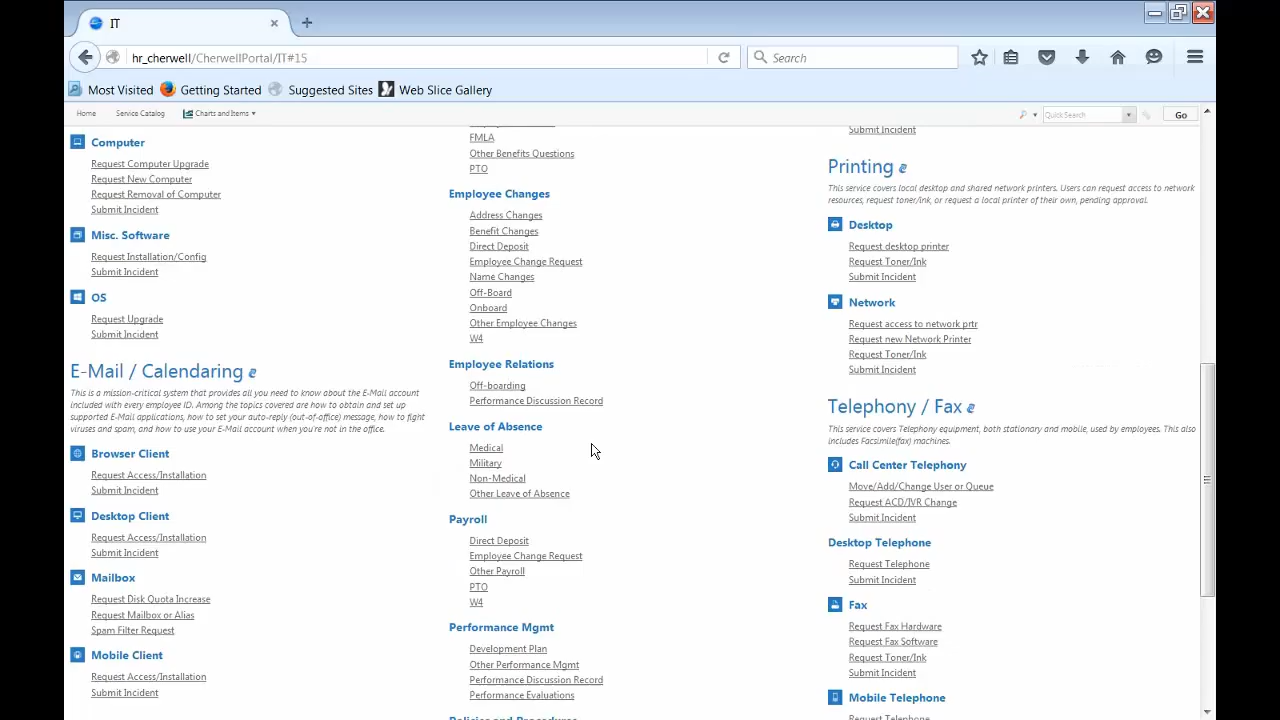 IT
hr_cherwell/CherwellPortal/IT#15
Search
Most Visited
Getting Started
Suggested Sites
Web Slice Gallery
Home
Service Catalog
Charts and Items
Quick Search
Go
Computer
Request Computer Upgrade
Request New Computer
Request Removal of Computer
Submit Incident
Misc. Software
Request Installation/Config
Submit Incident
OS
Request Upgrade
Submit Incident
E-Mail / Calendaring
This is a mission-critical system that provides all you need to know about the E-Mail account
included with every employee ID. Among the topics covered are how to obtain and set up
supported E-Mail applications, how to set your auto-reply (out-of-office) message, how to fight
viruses and spam, and how to use your E-Mail account when you're not in the office.
Browser Client
Request Access/Installation
Submit Incident
Desktop Client
Request Access/Installation
Submit Incident
Mailbox
Request Disk Quota Increase
Request Mailbox or Alias
Spam Filter Request
Mobile Client
Request Access/Installation
Submit Incident
FMLA
Other Benefits Questions
PTO
Employee Changes
Address Changes
Benefit Changes
Direct Deposit
Employee Change Request
Name Changes
Off-Board
Onboard
Other Employee Changes
W4
Employee Relations
Off-boarding
Performance Discussion Record
Leave of Absence
Medical
Military
Non-Medical
Other Leave of Absence
Payroll
Direct Deposit
Employee Change Request
Other Payroll
PTO
W4
Performance Mgmt
Development Plan
Other Performance Mgmt
Performance Discussion Record
Performance Evaluations
Policies and Procedures
Submit Incident
Printing
This service covers local desktop and shared network printers. Users can request access to network
resources, request toner/ink, or request a local printer of their own, pending approval.
Desktop
Request desktop printer
Request Toner/Ink
Submit Incident
Network
Request access to network prtr
Request new Network Printer
Request Toner/Ink
Submit Incident
Telephony / Fax
This service covers Telephony equipment, both stationary and mobile, used by employees. This also
includes Facsimile(fax) machines.
Call Center Telephony
Move/Add/Change User or Queue
Request ACD/IVR Change
Submit Incident
Desktop Telephone
Request Telephone
Submit Incident
Fax
Request Fax Hardware
Request Fax Software
Request Toner/Ink
Submit Incident
Mobile Telephone
Request Telephone